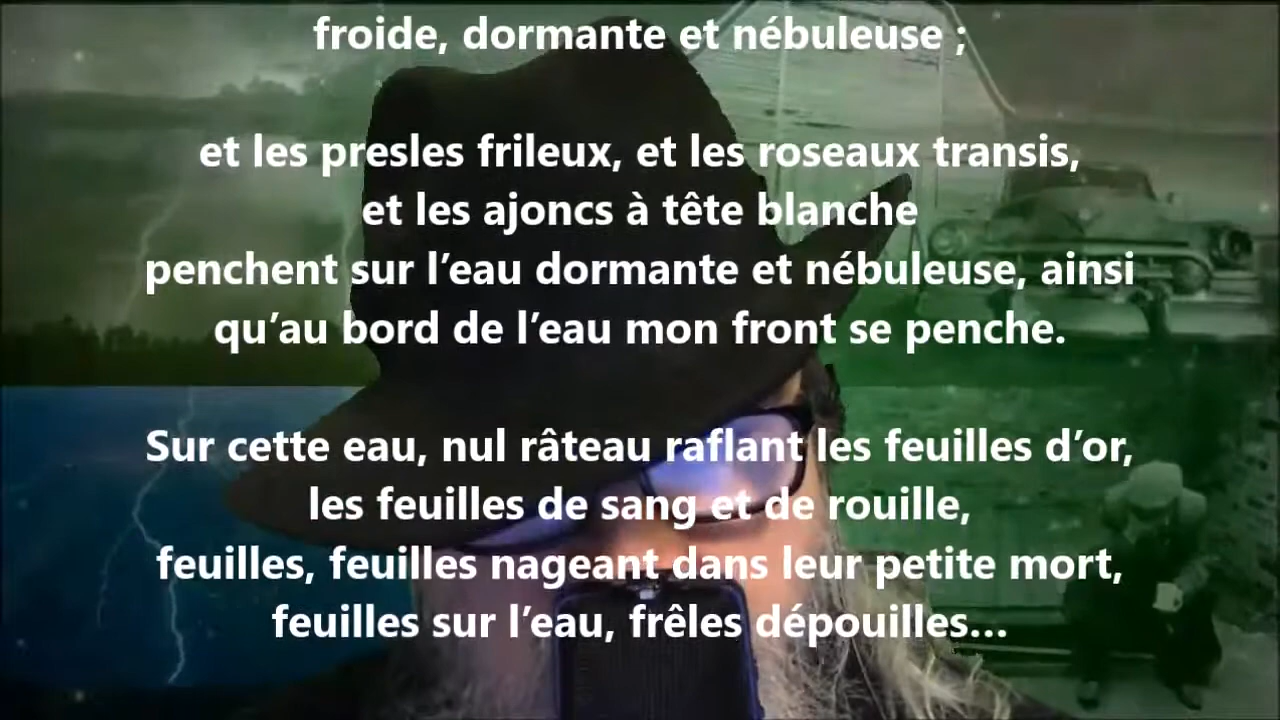 froide, dormante et nébuleuse ;
et les presles frileux, et les roseaux transis,
et les ajoncs à tête blanche
penchent sur l’eau dormante et nébuleuse, ainsi
qu’au bord de l’eau mon front se penche.
Sur cette eau, nul râteau raflant les feuilles d’or,
les feuilles de sang et de rouille,
feuilles, feuilles nageant dans leur petite mort,
feuilles sur l’eau, frêles dépouilles…